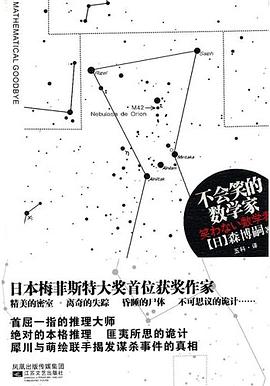 MATHEMATICAL GOODBYE
Saiph
Rigel
M42
Nebulosa de Orion
Mintaka
Alnilam
Alnitak
不会笑的
数学家
笑わない数学者
【日】森博嗣 著
日本梅菲斯特大奖首位获奖作家
精美的密室 离奇的失踪 昏睡的尸体 不可思议的诡计……
首屈一指的推理大师
绝对的本格推理 匪夷所思的诡计
犀川与萌绘联手揭发谋杀事件的真相
凤凰出版传媒集团
江苏文艺出版社